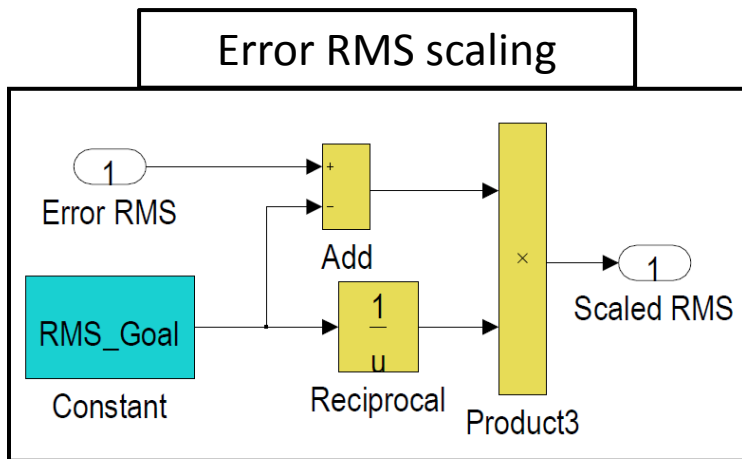 Error RMS scaling
1
Error RMS
+
−
Add
RMS_Goal
Constant
1
u
Reciprocal
×
Product3
1
Scaled RMS